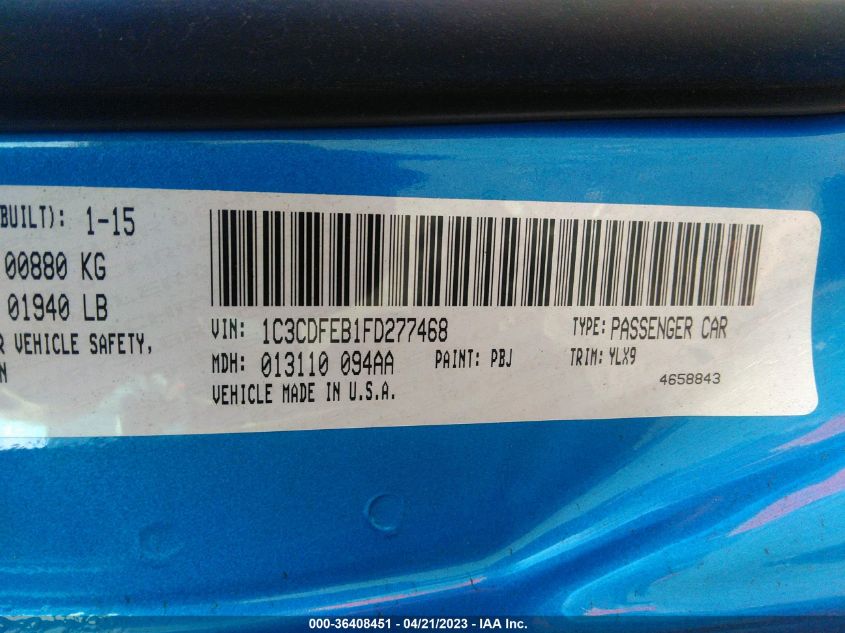 BUILT): 1-15
00880 KG
01940 LB
R VEHICLE SAFETY,
N
VIN: 1C3CDFEB1FD277468 TYPE: PASSENGER CAR
MDH: 013110 094AA PAINT: PBJ TRIM: YLX9
VEHICLE MADE IN U.S.A. 4658843
000-36408451 - 04/21/2023 - IAA Inc.